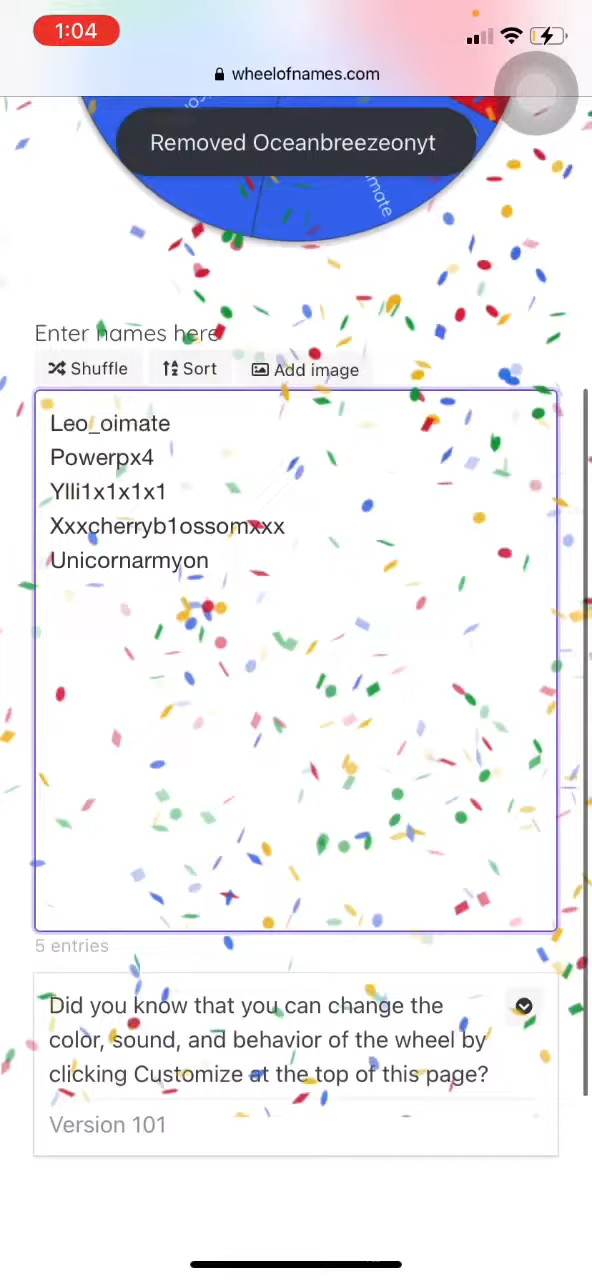 1:04
wheelofnames.com
Removed Oceanbreezeonyt
mate
Enter names here
Shuffle
Sort
Add image
Leo_oimate
Powerpx4
Ylli1x1x1x1
Xxxcherryb1ossomxxx
Unicornarmyon
5 entries
Did you know that you can change the
color, sound, and behavior of the wheel by
clicking Customize at the top of this page?
Version 101